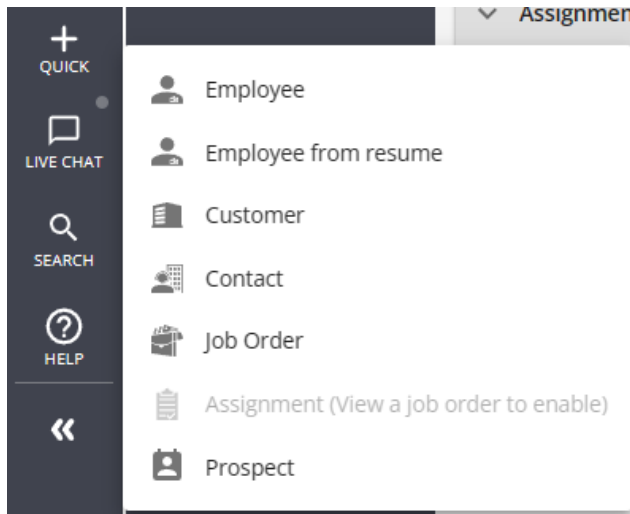 Assignmen
QUICK
LIVE CHAT
SEARCH
HELP
Employee
Employee from resume
Customer
Contact
Job Order
Assignment (View a job order to enable)
Prospect